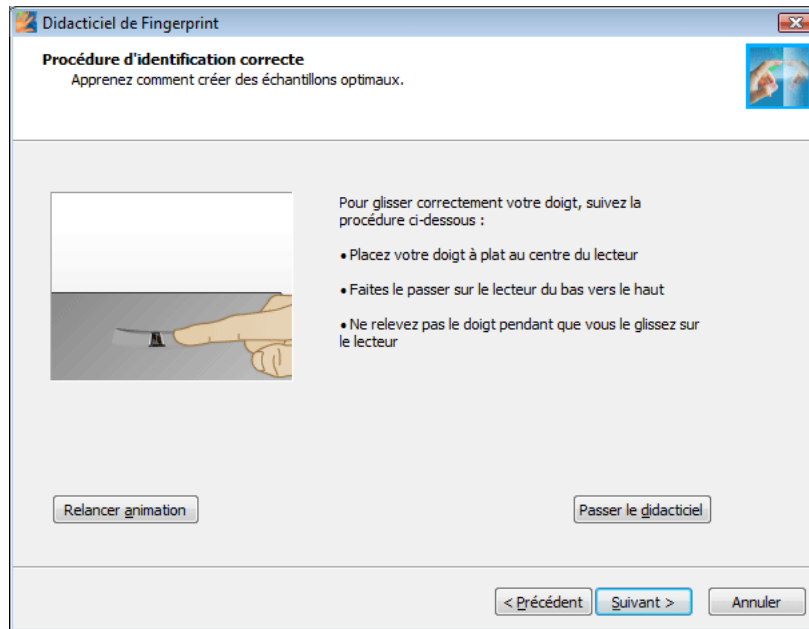 Didacticiel de Fingerprint
Procédure d'identification correcte
Apprenez comment créer des échantillons optimaux.
Pour glisser correctement votre doigt, suivez la
procédure ci-dessous :
• Placez votre doigt à plat au centre du lecteur
• Faites le passer sur le lecteur du bas vers le haut
• Ne relevez pas le doigt pendant que vous le glissez sur
le lecteur
Relancer animation
Passer le didacticiel
< Précédent
Suivant >
Annuler